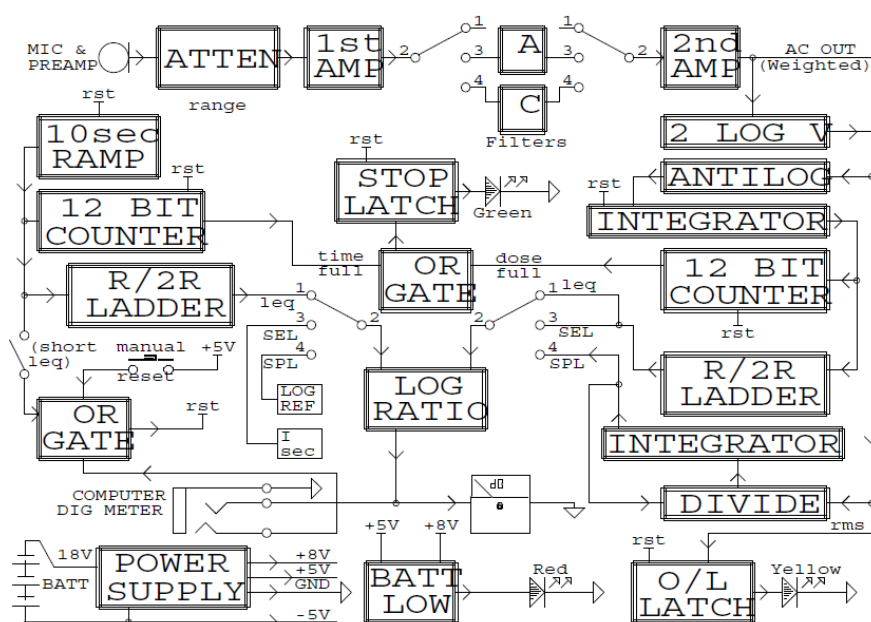 MIC &
PREAMP
ATTEN
range
1st
AMP
2
1
3
4
A
C
Filters
1
3
4
2
2nd
AMP
AC OUT
(Weighted)
rst
10sec
RAMP
rst
12 BIT
COUNTER
rst
STOP
LATCH
Green
2 LOG V
ANTILOG
rst
INTEGRATOR
time
full
OR
GATE
dose
full
12 BIT
COUNTER
rst
R/2R
LADDER
1
leq
2
3
SEL
4
SPL
1
leq
2
3
SEL
4
SPL
(short
leq)
manual
reset
+5V
LOG
REF
LOG
RATIO
R/2R
LADDER
OR
GATE
rst
I
sec
INTEGRATOR
COMPUTER
DIG METER
DIVIDE
rms
18V
BATT
POWER
SUPPLY
+8V
+5V
GND
-5V
+5V
+8V
BATT
LOW
Red
rst
O/L
LATCH
Yellow